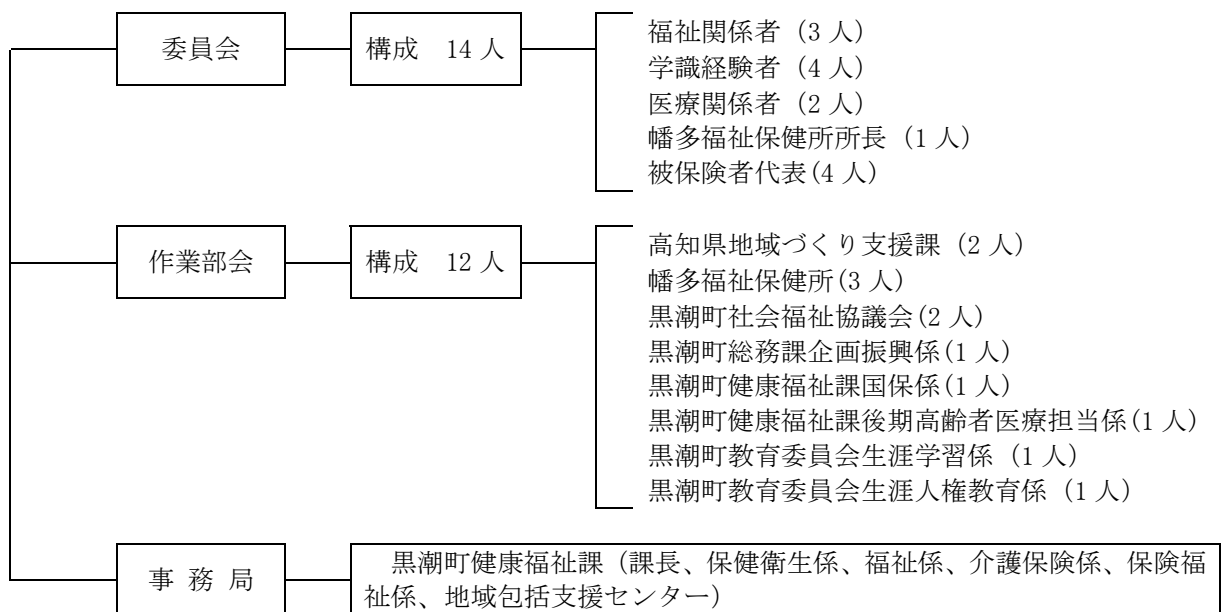 委員会
構成 14 人
福祉関係者（3 人）
学識経験者（4 人）
医療関係者（2 人）
幡多福祉保健所所長（1 人）
被保険者代表(4 人)
作業部会
構成 12 人
高知県地域づくり支援課（2 人）
幡多福祉保健所(3 人)
黒潮町社会福祉協議会(2 人)
黒潮町総務課企画振興係(1 人)
黒潮町健康福祉課国保係(1 人)
黒潮町健康福祉課後期高齢者医療担当係(1 人)
黒潮町教育委員会生涯学習係（1 人）
黒潮町教育委員会生涯人権教育係（1 人）
事 務 局
黒潮町健康福祉課（課長、保健衛生係、福祉係、介護保険係、保険福
祉係、地域包括支援センター）